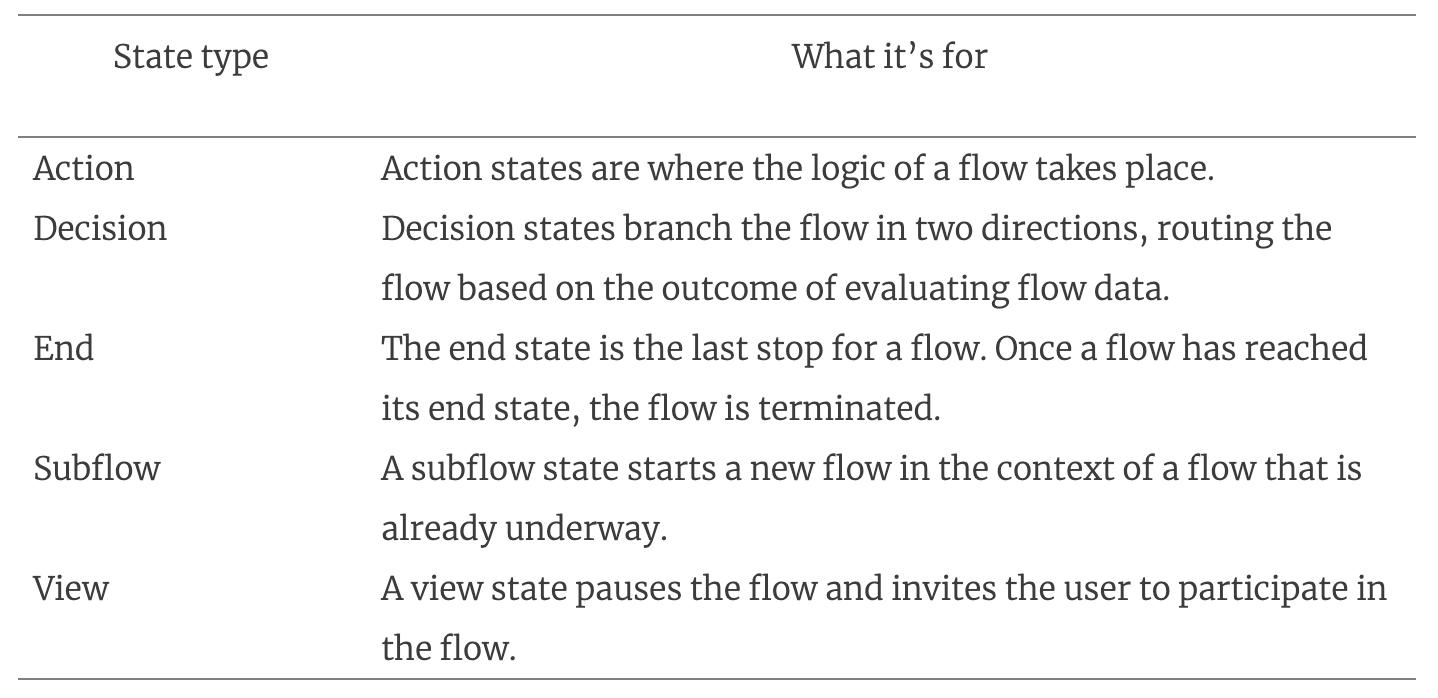 State type What it’s for
Action Action states are where the logic of a flow takes place.
Decision Decision states branch the flow in two directions, routing the
flow based on the outcome of evaluating flow data.
End The end state is the last stop for a flow. Once a flow has reached
its end state, the flow is terminated.
Subflow A subflow state starts a new flow in the context of a flow that is
already underway.
View A view state pauses the flow and invites the user to participate in
the flow.